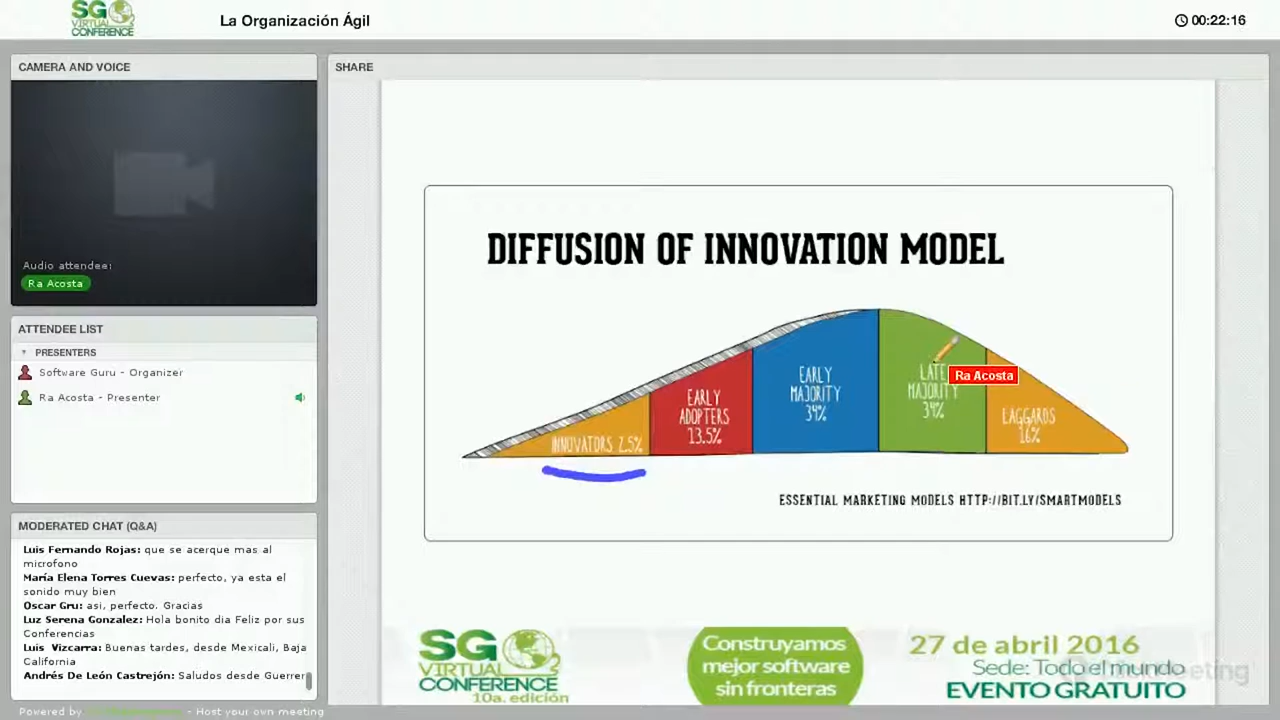 SG
VIRTUAL
CONFERENCE
La Organización Ágil
00:22:16
CAMERA AND VOICE
Audio attendee:
Ra Acosta
ATTENDEE LIST
PRESENTERS
Software Guru - Organizer
Ra Acosta - Presenter
MODERATED CHAT (Q&A)
Luis Fernando Rojas: que se acerque mas al
microfono
María Elena Torres Cuevas: perfecto, ya esta el
sonido muy bien
Oscar Gru: asi, perfecto. Gracias
Luz Serena Gonzalez: Hola bonito dia Feliz por sus
Conferencias
Luis Vizcarra: Buenas tardes, desde Mexicali, Baja
California
Andrés De León Castrejón: Saludos desde Guerrer
Powered by
- Host your own meeting
SHARE
DIFFUSION OF INNOVATION MODEL
INNOVATORS 2.5%
EARLY
ADOPTERS
13.5%
EARLY
MAJORITY
34%
LATE
MAJORITY
34%
Ra Acosta
LAGGARDS
16%
ESSENTIAL MARKETING MODELS HTTP://BIT.LY/SMARTMODELS
SG
VIRTUAL
CONFERENCE
10a. edición
Construyamos
mejor software
sin fronteras
27 de abril 2016
Sede: Todo el mundo
EVENTO GRATUITO